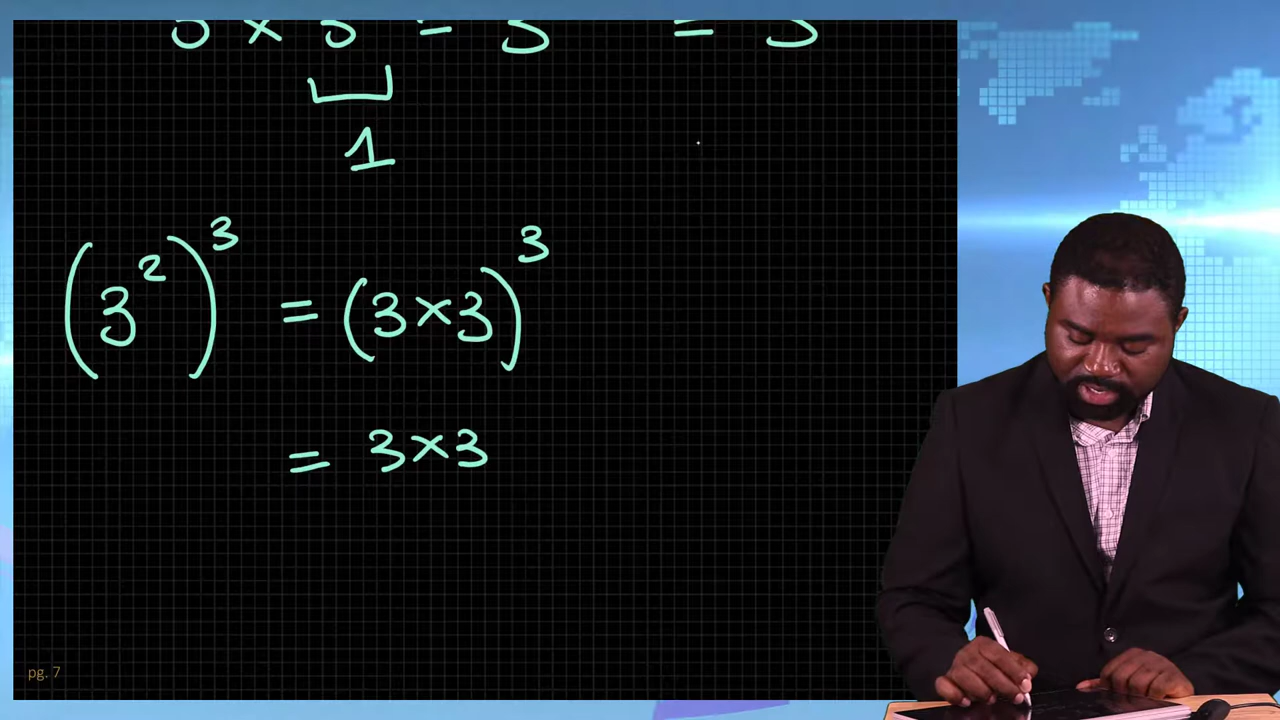 1
(3²)³ = (3×3)³
= 3×3
pg. 7